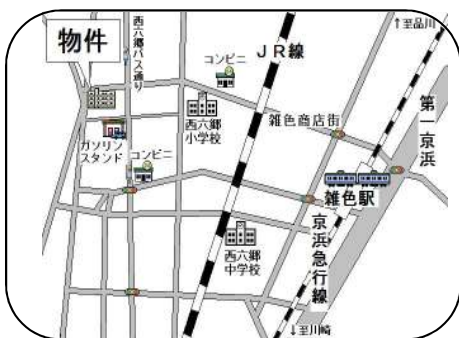 物件
西六郷バス通り
コンビニ
JR線
↑至品川
第一京浜
西六郷
小学校
雑色商店街
ガソリン
スタンド
コンビニ
雑色駅
京浜急行線
西六郷
中学校
↓至川崎